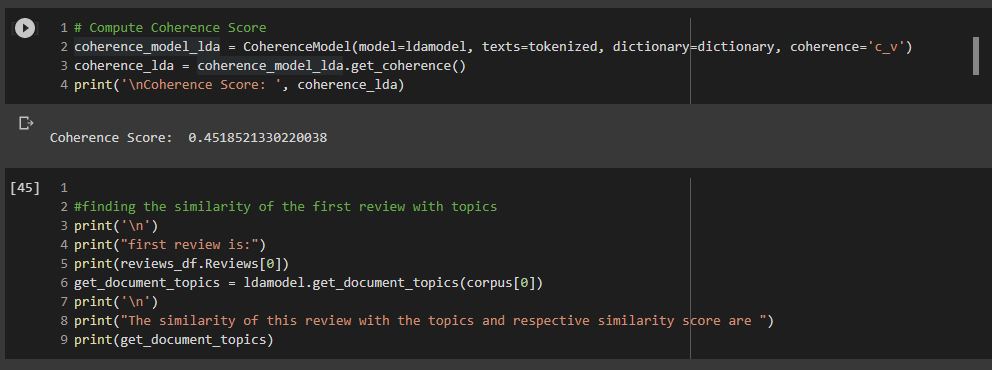 1 # Compute Coherence Score
2 coherence_model_lda = CoherenceModel(model=ldamodel, texts=tokenized, dictionary=dictionary, coherence='c_v')
3 coherence_lda = coherence_model_lda.get_coherence()
4 print('\nCoherence Score: ', coherence_lda)
Coherence Score:  0.4518521330220038
[45] 1
2 #finding the similarity of the first review with topics
3 print('\n')
4 print("first review is:")
5 print(reviews_df.Reviews[0])
6 get_document_topics = ldamodel.get_document_topics(corpus[0])
7 print('\n')
8 print("The similarity of this review with the topics and respective similarity score are ")
9 print(get_document_topics)